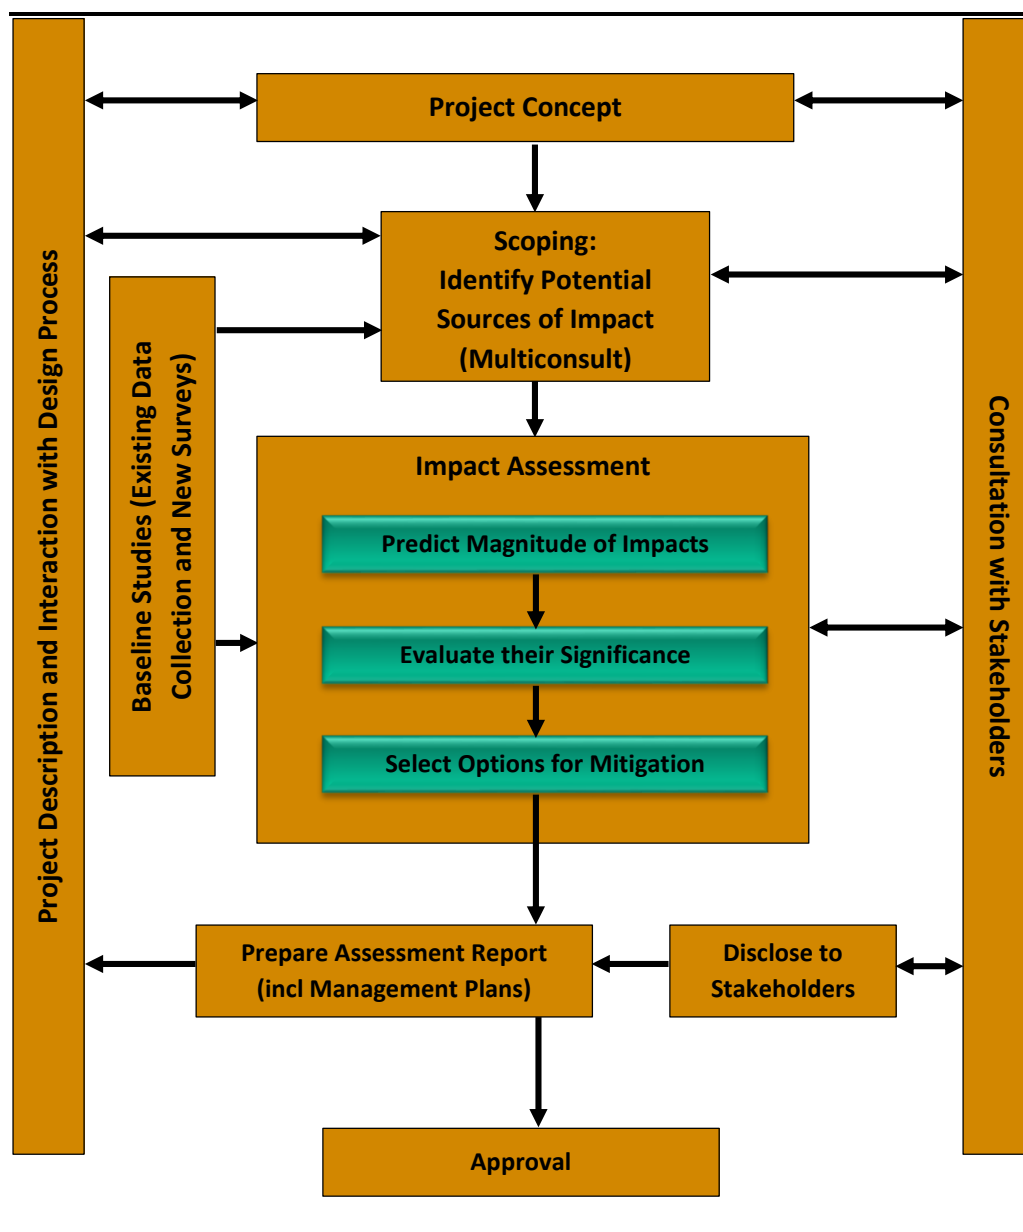 Project Concept
Scoping:
Identify Potential
Sources of Impact
(Multiconsult)
Project Description and Interaction with Design Process
Baseline Studies (Existing Data
Collection and New Surveys)
Impact Assessment
Predict Magnitude of Impacts
Evaluate their Significance
Select Options for Mitigation
Consultation with Stakeholders
Prepare Assessment Report
(incl Management Plans)
Disclose to
Stakeholders
Approval